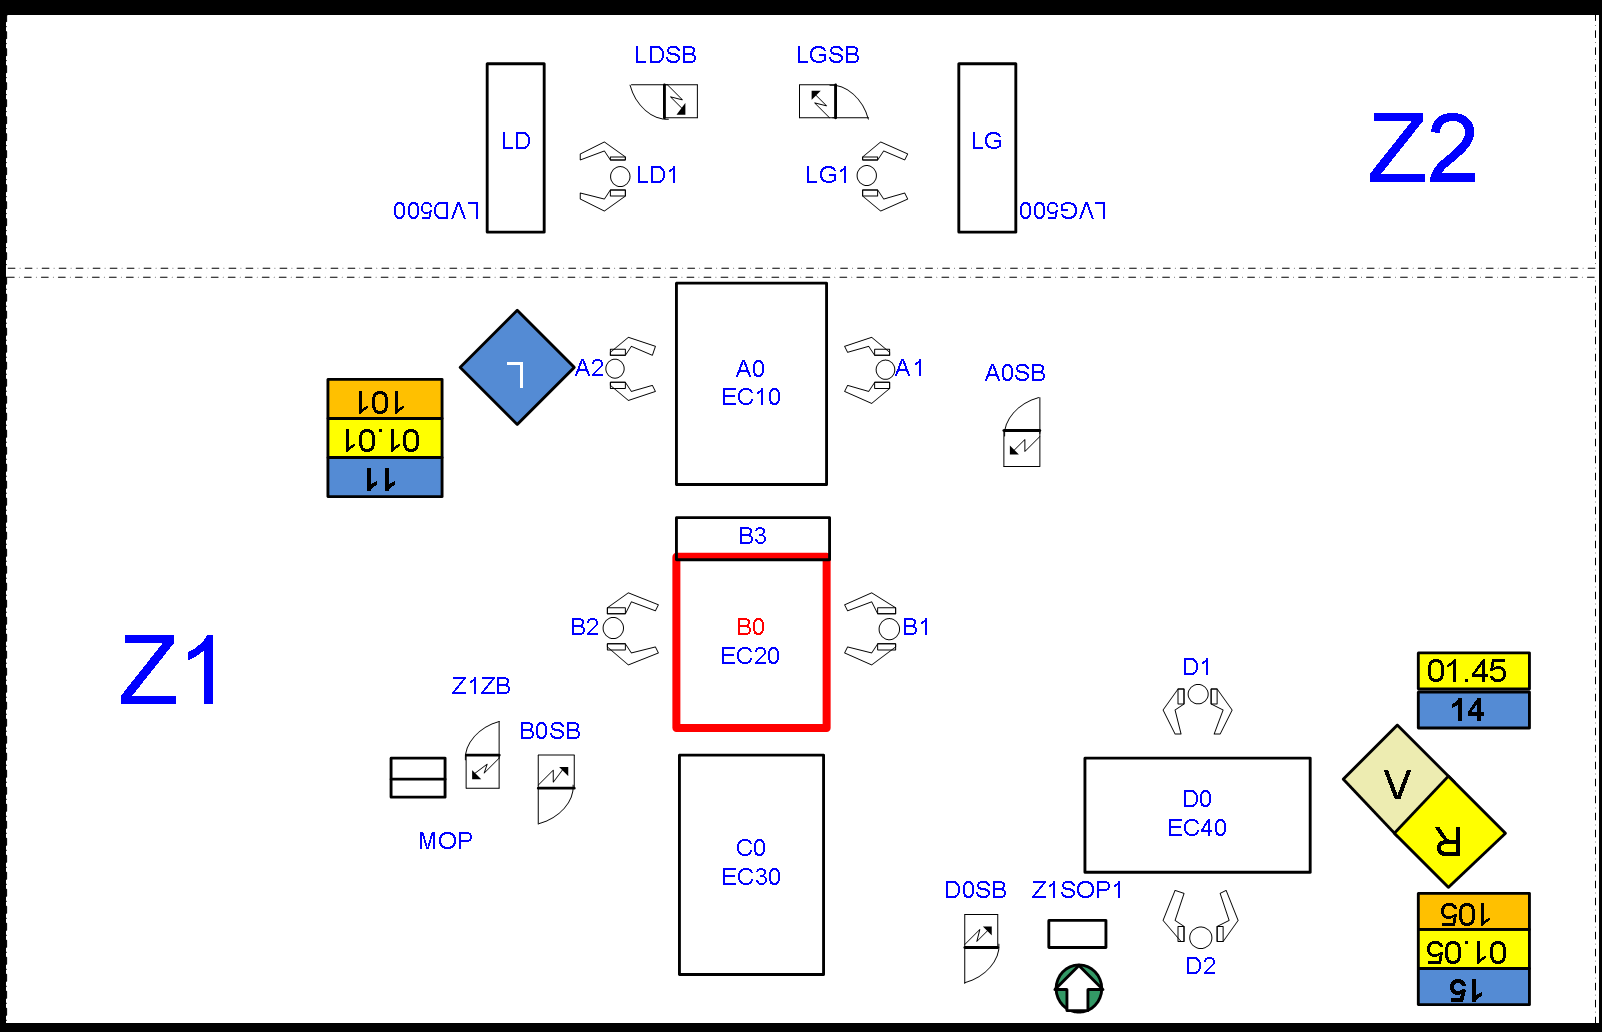 LDSB
LGSB
LD
LG
Z2
LD1
LG1
LVD500
LVG500
A0
EC10
A2
A1
L
A0SB
101
01.01
11
B3
B0
EC20
B2
B1
Z1
Z1ZB
B0SB
MOP
C0
EC30
D1
D0
EC40
D2
D0SB
Z1SOP1
01.45
14
V
R
105
01.05
15